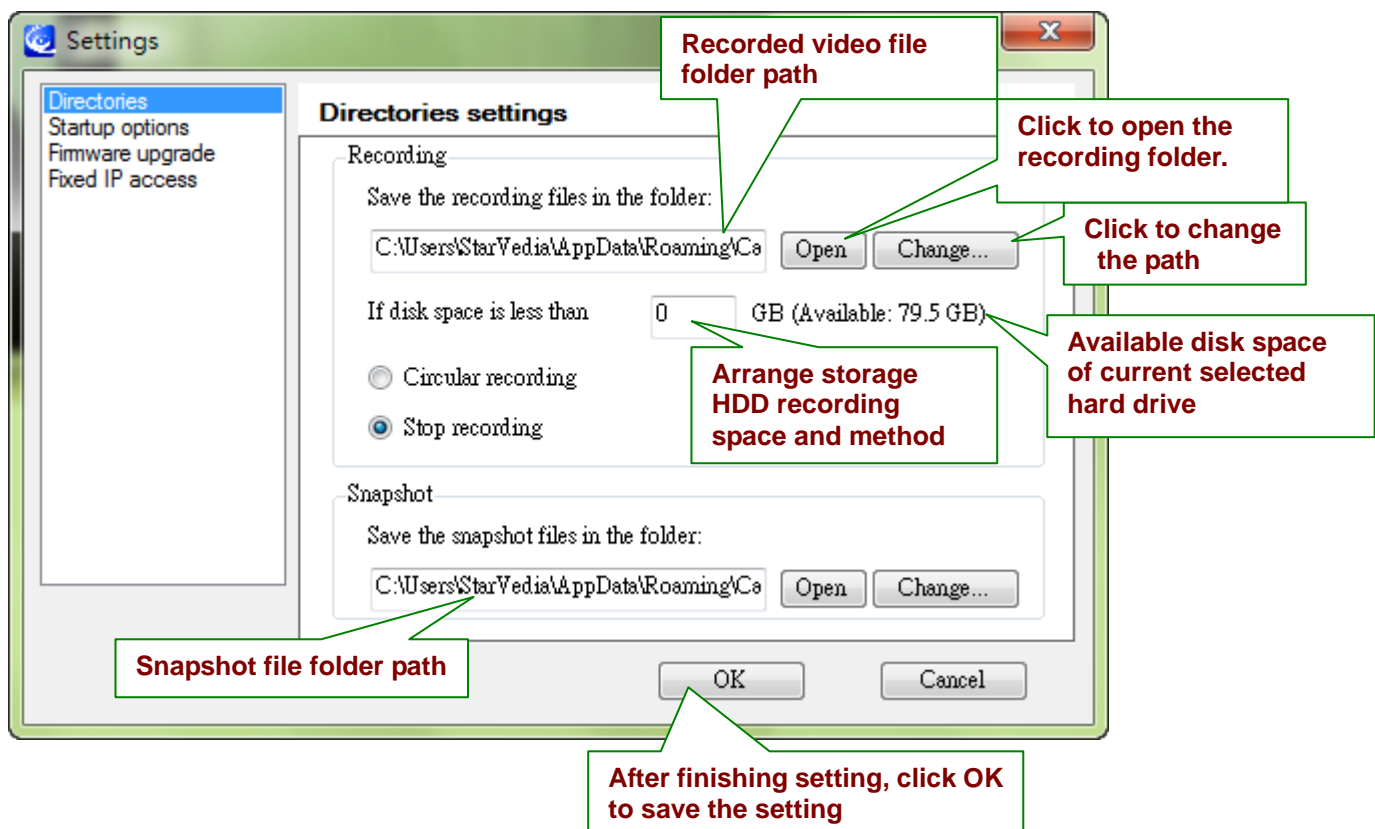 Settings
Recorded video file
folder path
Directories
Startup options
Firmware upgrade
Fixed IP access
Directories settings
Click to open the
recording folder.
Recording
Save the recording files in the folder:
C:\Users\StarVedia\AppData\Roaming\Ca
Open
Change...
Click to change
the path
If disk space is less than
0
GB (Available: 79.5 GB)
Available disk space
of current selected
hard drive
Circular recording
Stop recording
Arrange storage
HDD recording
space and method
Snapshot
Save the snapshot files in the folder:
C:\Users\StarVedia\AppData\Roaming\Ca
Open
Change...
Snapshot file folder path
OK
Cancel
After finishing setting, click OK
to save the setting